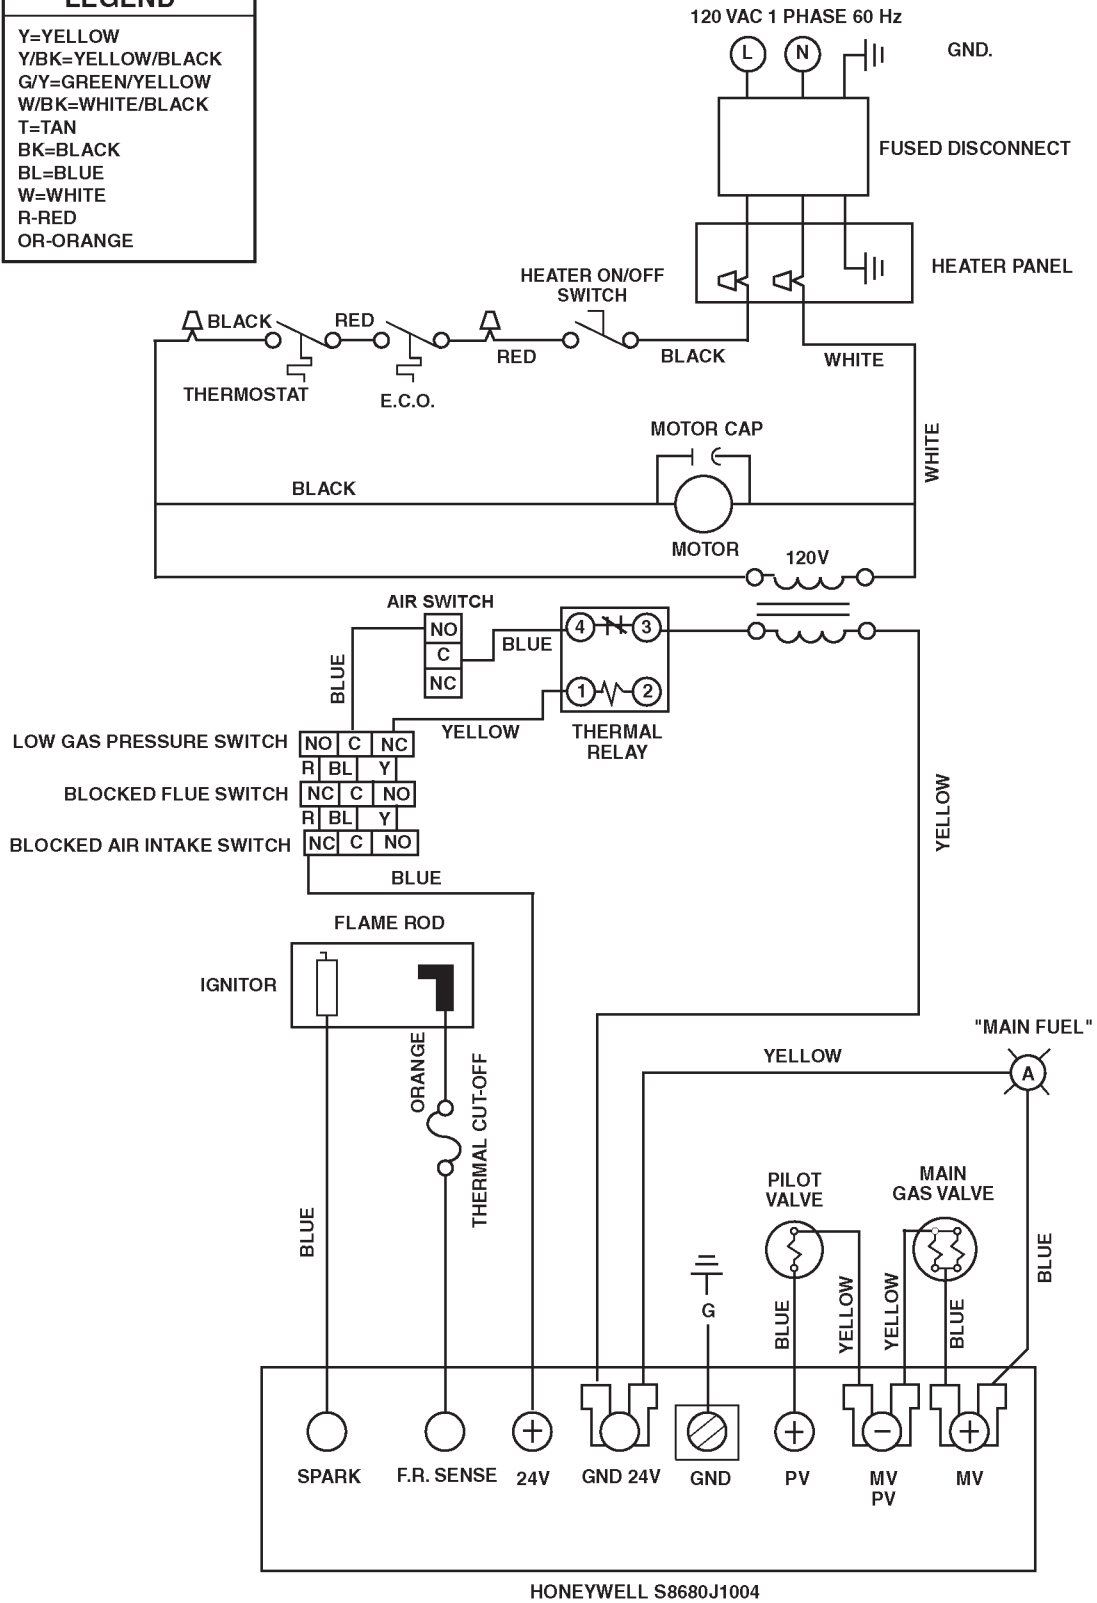 LEGEND
Y=YELLOW
Y/BK=YELLOW/BLACK
G/Y=GREEN/YELLOW
W/BK=WHITE/BLACK
T=TAN
BK=BLACK
BL=BLUE
W=WHITE
R-RED
OR-ORANGE
120 VAC 1 PHASE 60 Hz
L
N
GND.
FUSED DISCONNECT
HEATER PANEL
HEATER ON/OFF
SWITCH
BLACK
RED
RED
BLACK
WHITE
THERMOSTAT
E.C.O.
MOTOR CAP
WHITE
BLACK
MOTOR
120V
AIR SWITCH
NO
C
NC
BLUE
4
3
1
2
BLUE
YELLOW
THERMAL
RELAY
LOW GAS PRESSURE SWITCH
NO C NC
R BL Y
BLOCKED FLUE SWITCH
NC C NO
R BL Y
BLOCKED AIR INTAKE SWITCH
NC C NO
YELLOW
BLUE
FLAME ROD
IGNITOR
ORANGE
THERMAL CUT-OFF
"MAIN FUEL"
YELLOW
A
PILOT
VALVE
MAIN
GAS VALVE
BLUE
BLUE
G
BLUE
YELLOW
YELLOW
BLUE
SPARK
F.R. SENSE
+
24V
GND 24V
GND
+
PV
−
MV
PV
+
MV
HONEYWELL S8680J1004